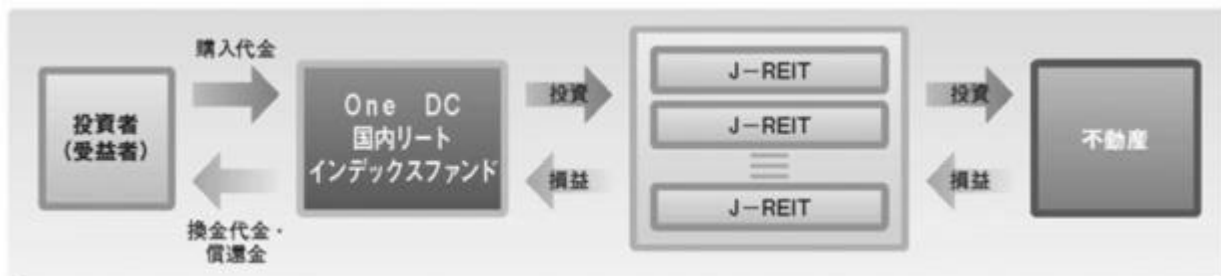 購入代金
投資者
（受益者）
換金代金・
償還金
One DC
国内リート
インデックスファンド
投資
損益
J－REIT
J－REIT
J－REIT
投資
損益
不動産